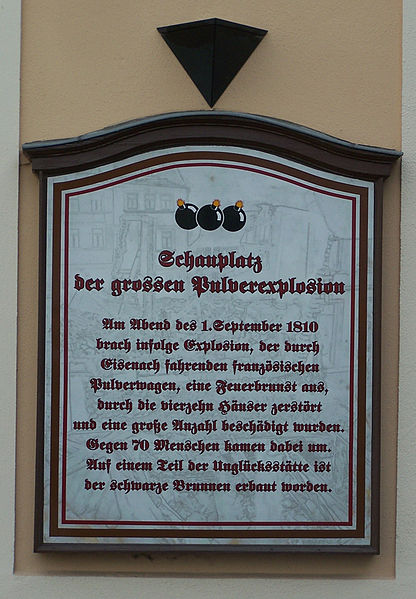 Schauplatz
der grossen Pulverexplosion
Am Abend des 1.September 1810
brach infolge Explosion, der durch
Eisenach fahrenden französischen
Pulverwagen, eine Feuerbrunst aus,
durch die vierzehn Häuser zerstört
und eine große Anzahl beschädigt wurden.
Gegen 70 Menschen kamen dabei um.
Auf einem Teil der Unglücksstätte ist
der schwarze Brunnen erbaut worden.